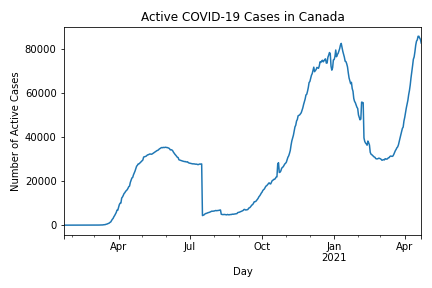 Active COVID-19 Cases in Canada
Number of Active Cases
80000
60000
40000
20000
0
Apr
Jul
Oct
Jan
2021
Apr
Day